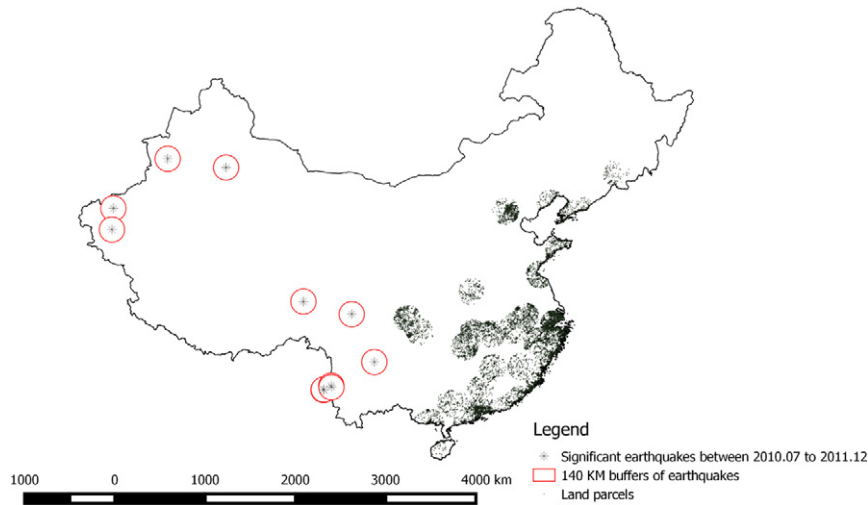 Legend
Significant earthquakes between 2010.07 to 2011.12
140 KM buffers of earthquakes
Land parcels
1000 0 1000 2000 3000 4000 km